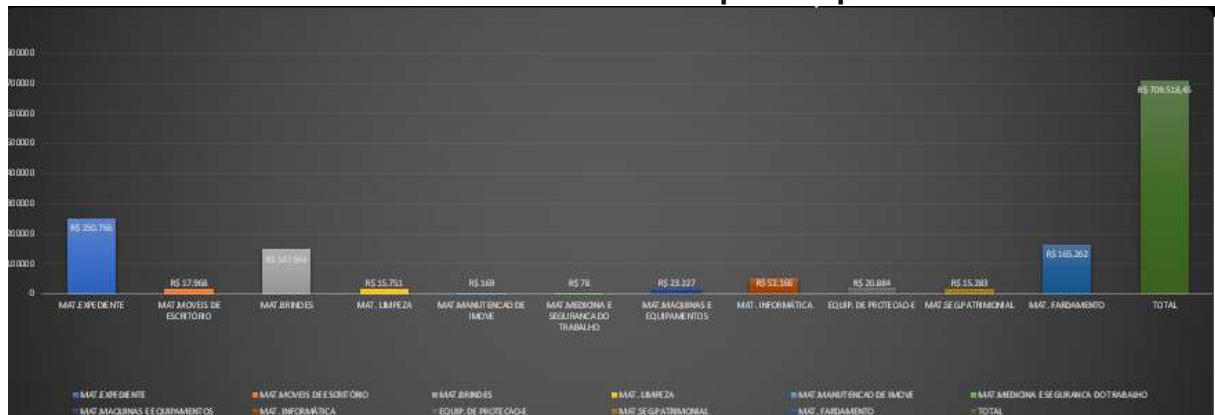 R$ 709.518,45
R$ 250.766
R$ 165.262
R$ 17.968
R$ 15.751
R$ 169
R$ 78
R$ 23.227
R$ 52.166
R$ 20.884
R$ 15.283
0
MAT.EXPEDIENTE
MAT.MOVEIS DE ESCRITÓRIO
MAT.BRINDES
MAT. LIMPEZA
MAT.MANUTENCAO DE IMOVE
MAT.MEDICINA E SEGURANCA DO TRABALHO
MAT.MAQUINAS E EQUIPAMENTOS
MAT. INFORMÁTICA
EQUIP. DE PROTECAO-E
MAT.SEG.PATRIMONIAL
MAT. FARDAMENTO
TOTAL
MAT.EXPEDIENTE
MAT.MOVEIS DE ESCRITÓRIO
MAT.BRINDES
MAT. LIMPEZA
MAT.MANUTENCAO DE IMOVE
MAT.MEDICINA E SEGURANCA DO TRABALHO
MAT.MAQUINAS E EQUIPAMENTOS
MAT. INFORMÁTICA
EQUIP. DE PROTECAO-E
MAT.SEG.PATRIMONIAL
MAT. FARDAMENTO
TOTAL